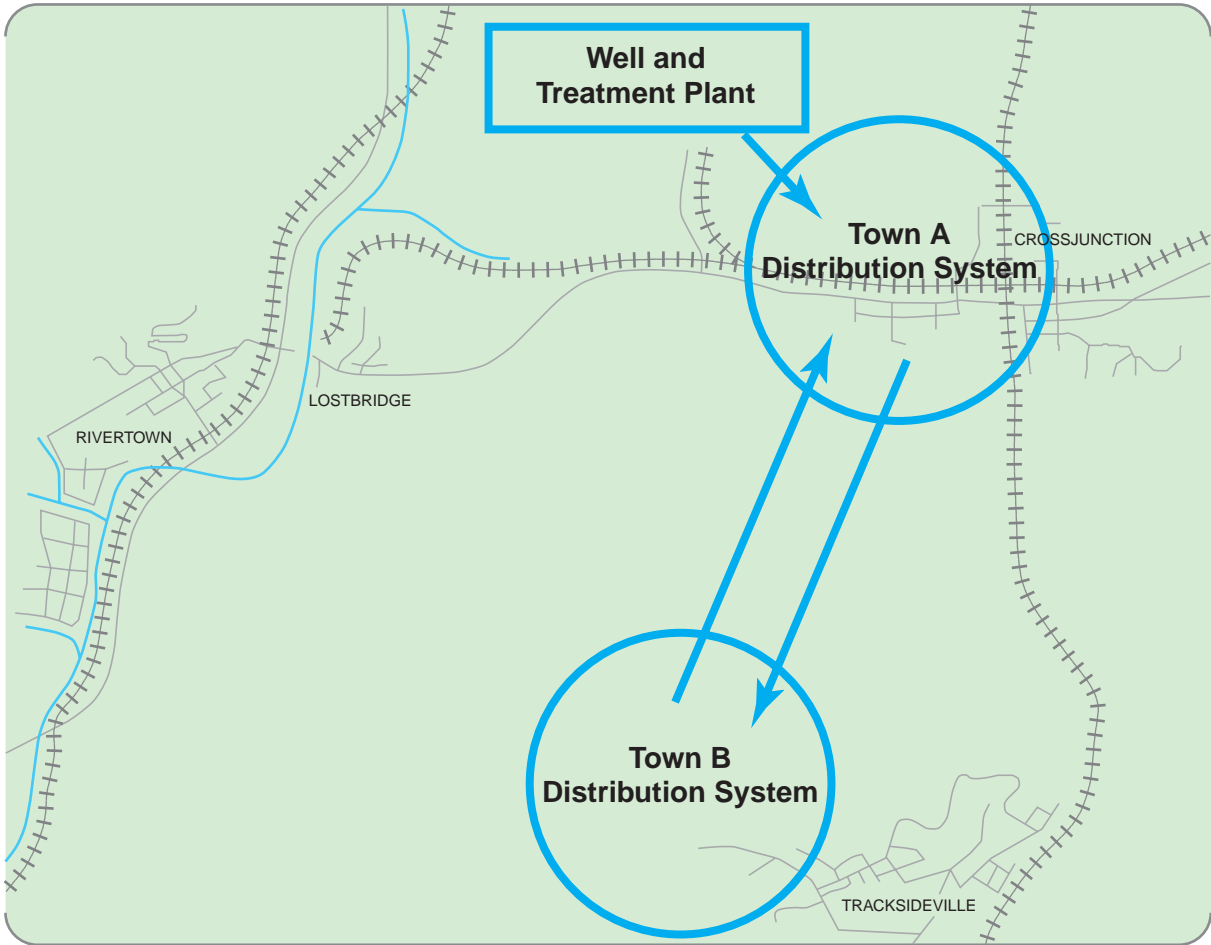 Well and
Treatment Plant
Town A
Distribution System
CROSSJUNCTION
LOSTBRIDGE
RIVERTOWN
Town B
Distribution System
TRACKSIDEVILLE